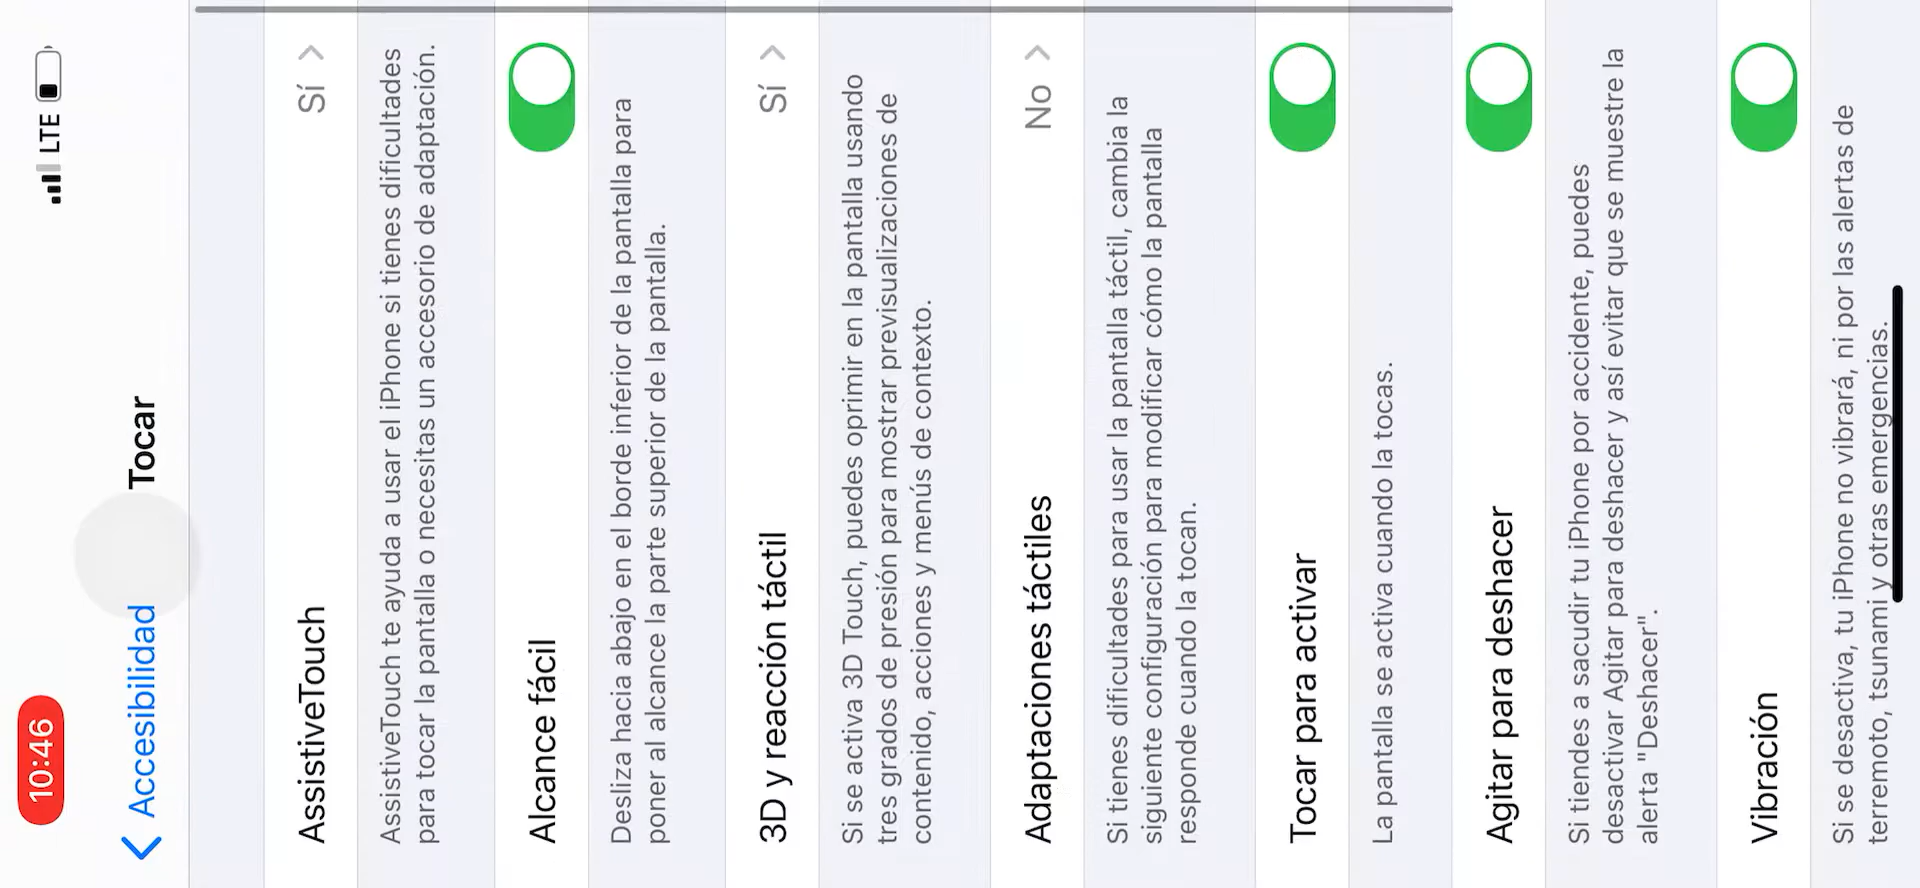 10:46
LTE
Accesibilidad
Tocar
AssistiveTouch
Sí
AssistiveTouch te ayuda a usar el iPhone si tienes dificultades
para tocar la pantalla o necesitas un accesorio de adaptación.
Alcance fácil
Desliza hacia abajo en el borde inferior de la pantalla para
poner al alcance la parte superior de la pantalla.
3D y reacción táctil
Sí
Si se activa 3D Touch, puedes oprimir en la pantalla usando
tres grados de presión para mostrar previsualizaciones de
contenido, acciones y menús de contexto.
Adaptaciones táctiles
No
Si tienes dificultades para usar la pantalla táctil, cambia la
siguiente configuración para modificar cómo la pantalla
responde cuando la tocan.
Tocar para activar
La pantalla se activa cuando la tocas.
Agitar para deshacer
Si tiendes a sacudir tu iPhone por accidente, puedes
desactivar Agitar para deshacer y así evitar que se muestre la
alerta "Deshacer".
Vibración
Si se desactiva, tu iPhone no vibrará, ni por las alertas de
terremoto, tsunami y otras emergencias.